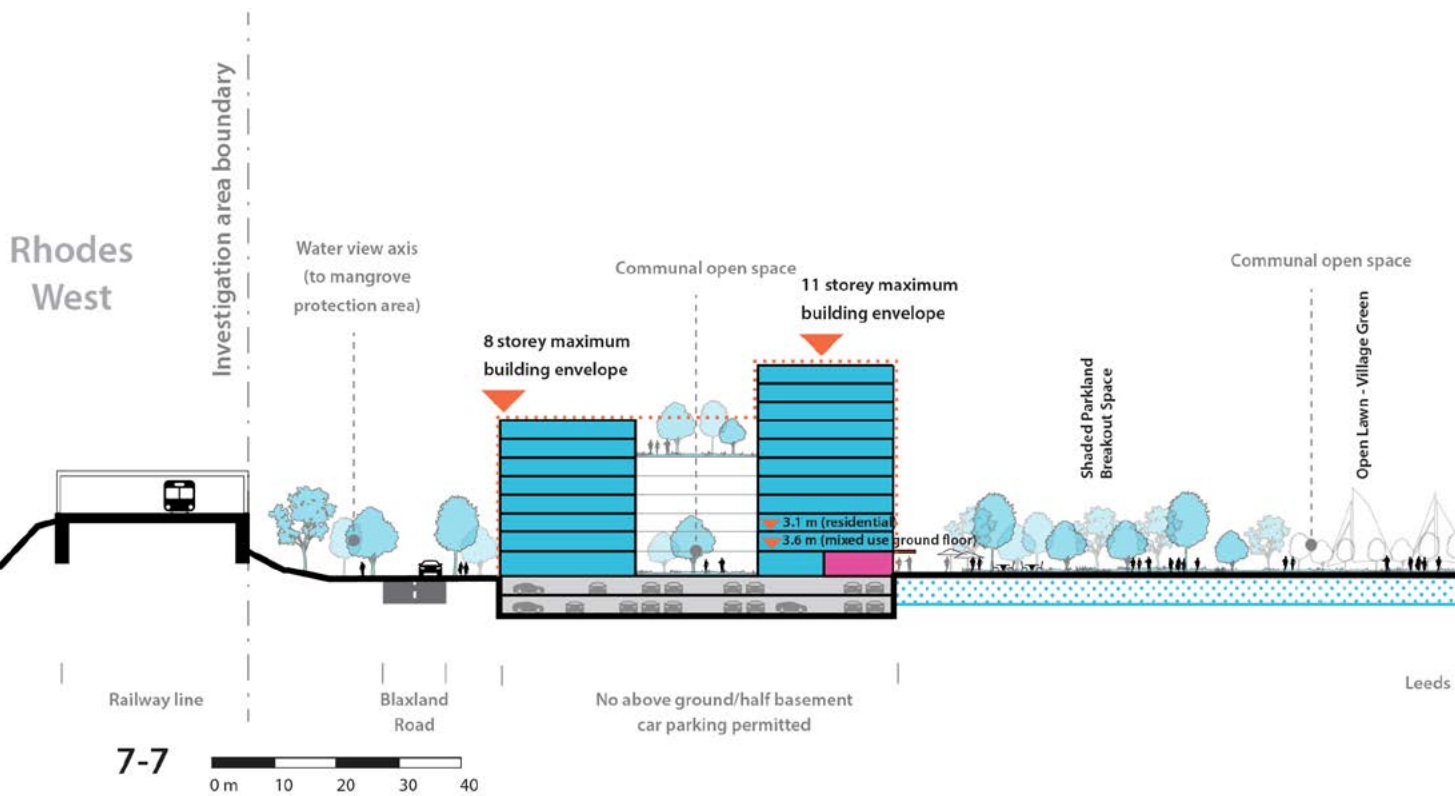 Investigation area boundary
Rhodes
West
Water view axis
(to mangrove
protection area)
Communal open space
11 storey maximum
building envelope
8 storey maximum
building envelope
Communal open space
Shaded Parkland
Breakout Space
Open Lawn - Village Green
3.1 m (residential)
3.6 m (mixed use ground floor)
Railway line
Blaxland
Road
No above ground/half basement
car parking permitted
Leeds
7-7
0 m 10 20 30 40